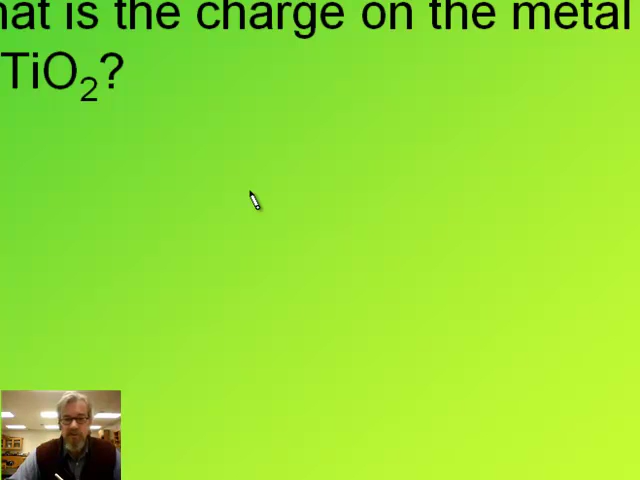 hat is the charge on the metal
TiO₂?